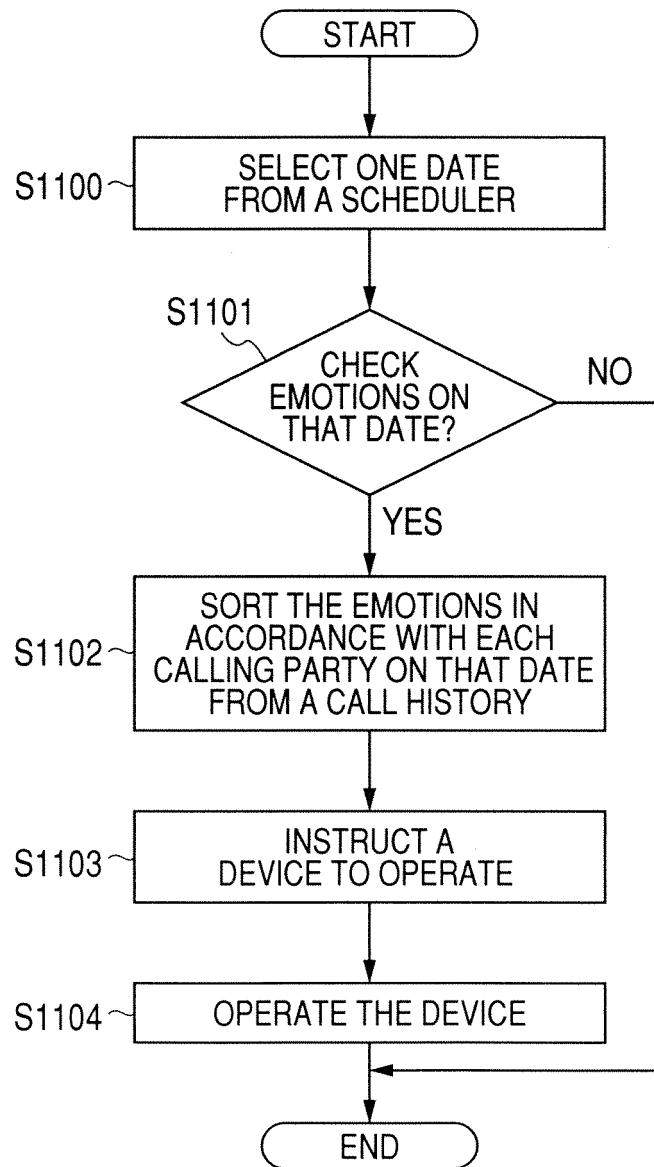 START
S1100
SELECT ONE DATE
FROM A SCHEDULER
S1101
CHECK
EMOTIONS ON
THAT DATE?
NO
YES
S1102
SORT THE EMOTIONS IN
ACCORDANCE WITH EACH
CALLING PARTY ON THAT DATE
FROM A CALL HISTORY
S1103
INSTRUCT A
DEVICE TO OPERATE
S1104
OPERATE THE DEVICE
END